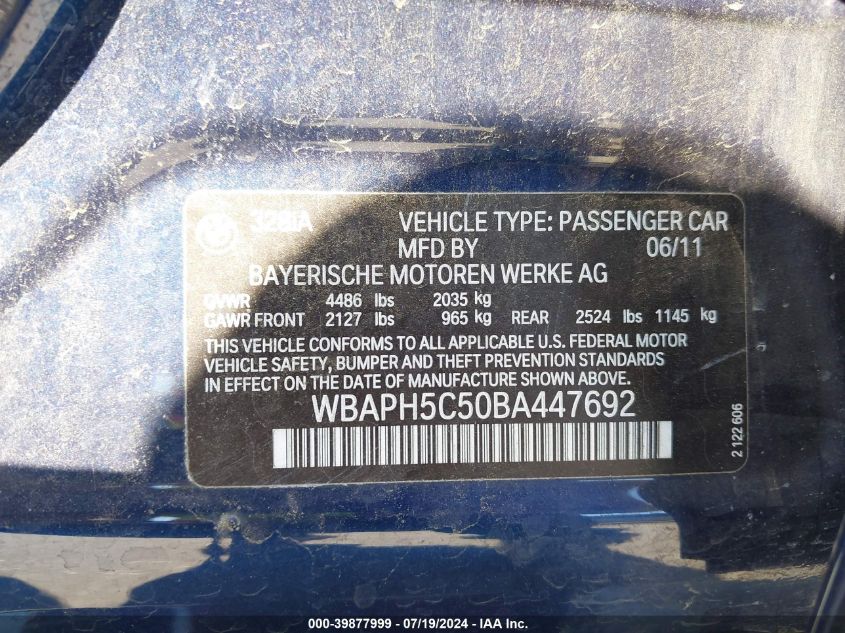 328iA VEHICLE TYPE: PASSENGER CAR
MFD BY 06/11
BAYERISCHE MOTOREN WERKE AG
GVWR 4486 lbs 2035 kg
GAWR FRONT 2127 lbs 965 kg REAR 2524 lbs 1145 kg
THIS VEHICLE CONFORMS TO ALL APPLICABLE U.S. FEDERAL MOTOR
VEHICLE SAFETY, BUMPER AND THEFT PREVENTION STANDARDS
IN EFFECT ON THE DATE OF MANUFACTURE SHOWN ABOVE.
WBAPH5C50BA447692
2 122 606
000-39877999 / 07/19/2024 - IAA Inc.